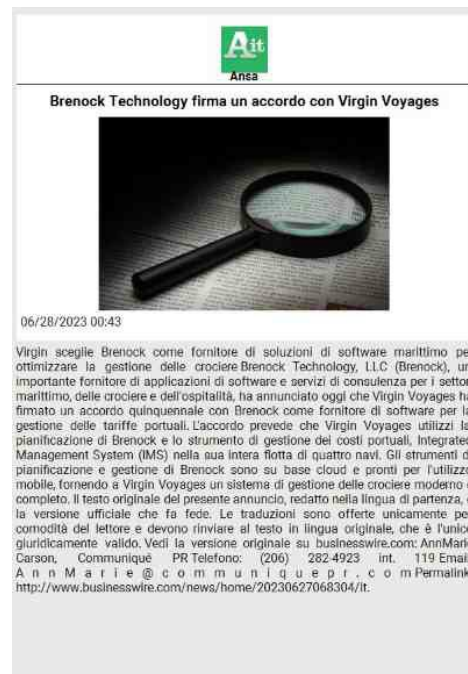 Ait
Ansa
Brenock Technology firma un accordo con Virgin Voyages
06/28/2023 00:43
Virgin sceglie Brenock come fornitore di soluzioni di software marittimo pe
ottimizzare la gestione delle crociere Brenock Technology, LLC (Brenock), un
importante fornitore di applicazioni di software e servizi di consulenza per i settor
marittimo, delle crociere e dell'ospitalità, ha annunciato oggi che Virgin Voyages ha
firmato un accordo quinquennale con Brenock come fornitore di software per la
gestione delle tariffe portuali. L'accordo prevede che Virgin Voyages utilizzi la
pianificazione di Brenock e lo strumento di gestione dei costi portuali, Integrated
Management System (IMS) nella sua intera flotta di quattro navi. Gli strumenti d
pianificazione e gestione di Brenock sono su base cloud e pronti per l'utilizzo
mobile, fornendo a Virgin Voyages un sistema di gestione delle crociere moderno e
completo. Il testo originale del presente annuncio, redatto nella lingua di partenza, è
la versione ufficiale che fa fede. Le traduzioni sono offerte unicamente per
comodità del lettore e devono rinviare al testo in lingua originale, che è l'unico
giuridicamente valido. Vedi la versione originale su businesswire.com: AnnMarie
Carson, Communiqué PR Telefono: (206) 282-4923 int. 119 Email:
A n n M a r i e @ c o m m u n i q u e p r . c o m Permalink:
http://www.businesswire.com/news/home/20230627068304/it.